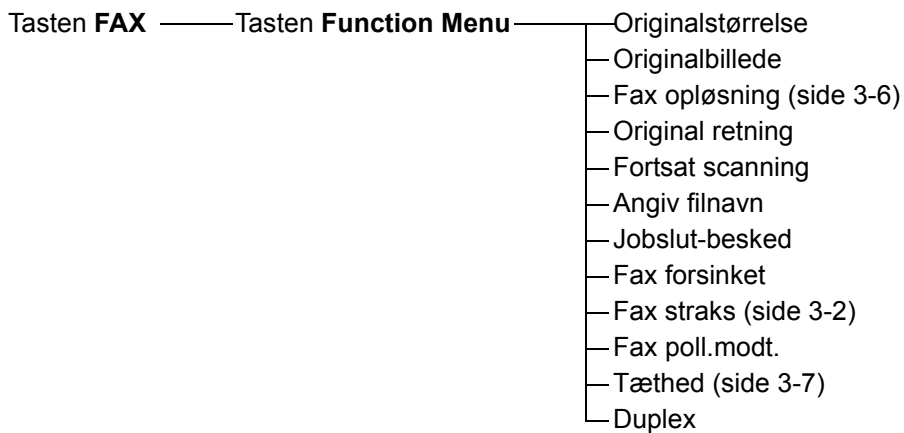 Tasten FAX Tasten Function Menu Originalstørrelse
Originalbillede
Fax opløsning (side 3-6)
Original retning
Fortsat scanning
Angiv filnavn
Jobslut-besked
Fax forsinket
Fax straks (side 3-2)
Fax poll.modt.
Tæthed (side 3-7)
Duplex